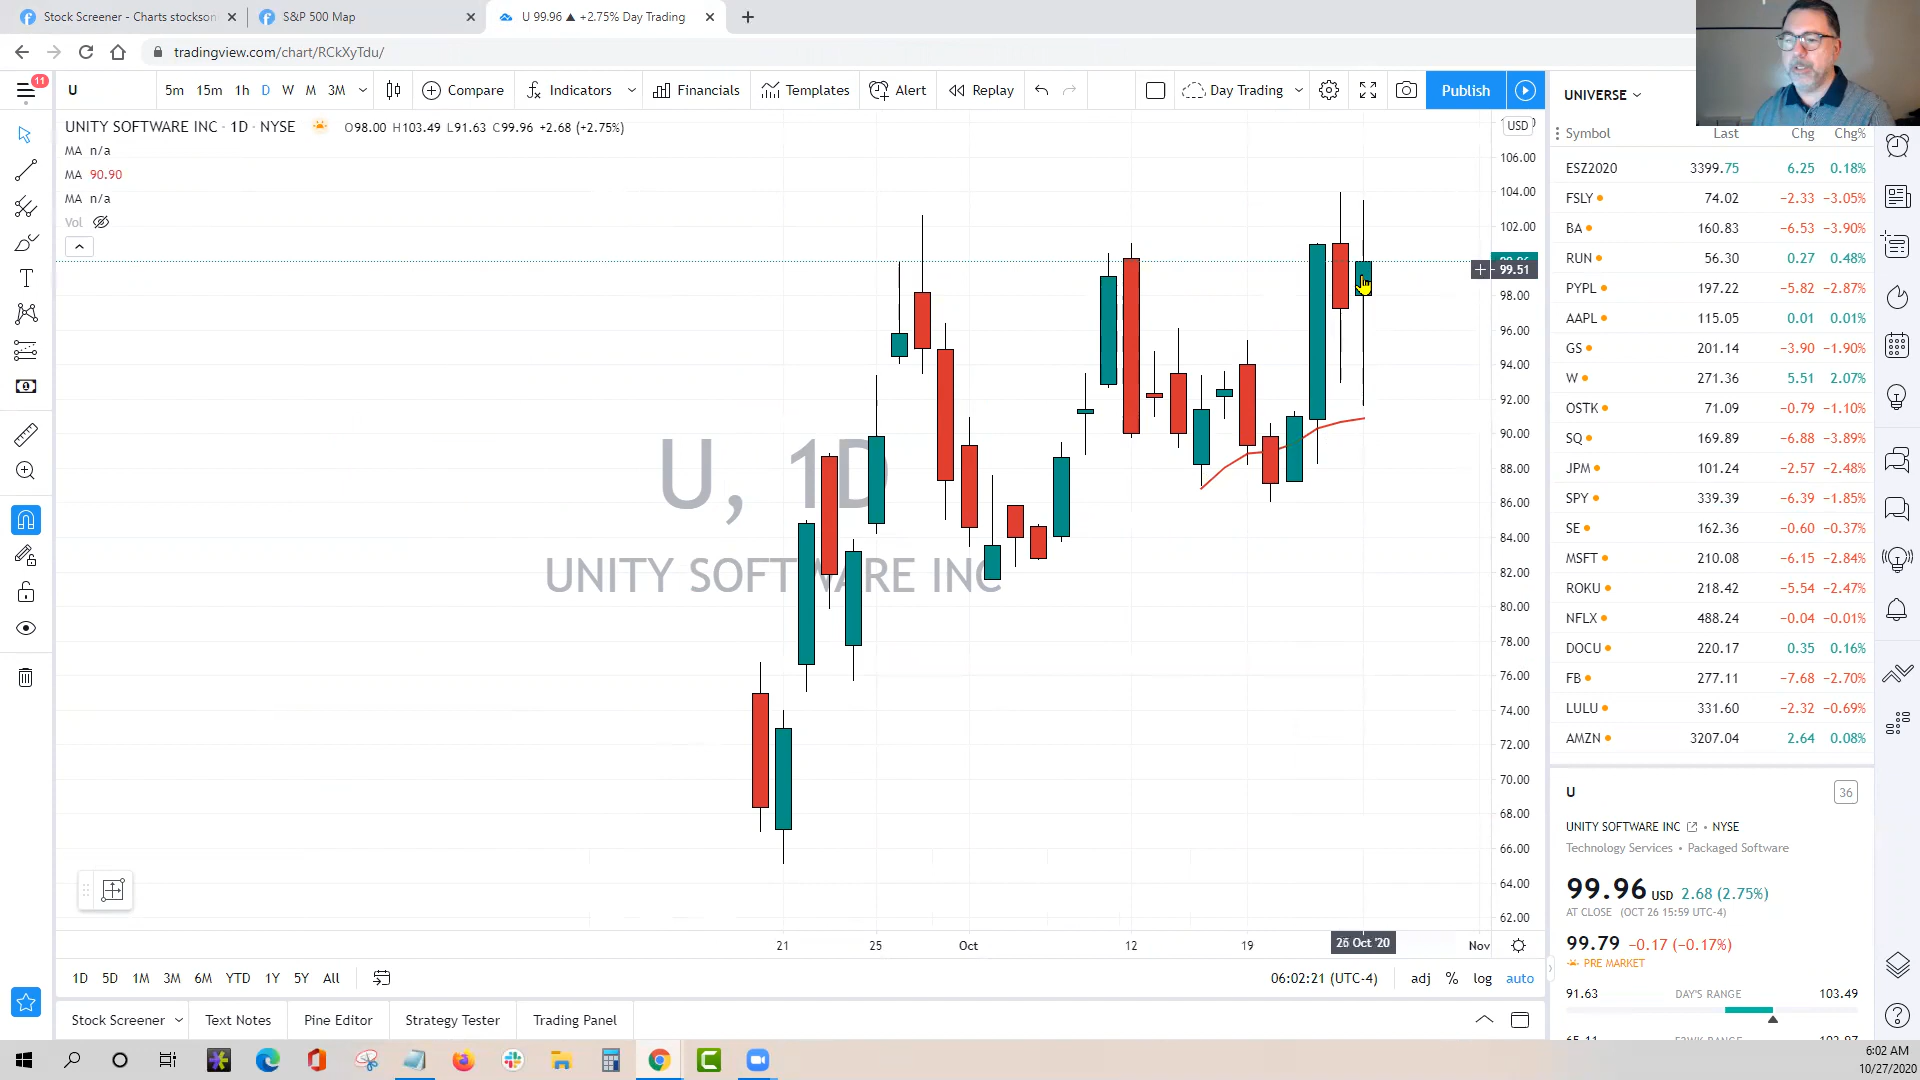 Stock Screener - Charts stockson
S&P 500 Map
U 99.96 ▲ +2.75% Day Trading
tradingview.com/chart/RCkXyTdu/
11
U
5m 15m 1h D W M 3M
Compare
Indicators
Financials
Templates
Alert
Replay
Day Trading
Publish
UNIVERSE
UNITY SOFTWARE INC · 1D · NYSE O98.00 H103.49 L91.63 C99.96 +2.68 (+2.75%)
MA n/a
MA 90.90
MA n/a
Vol
U, 1D
UNITY SOFTWARE INC
USD
106.00
104.00
102.00
99.51
98.00
96.00
94.00
92.00
90.00
88.00
86.00
84.00
82.00
80.00
78.00
76.00
74.00
72.00
70.00
68.00
66.00
64.00
62.00
21 25 Oct 12 19 26 Oct '20 Nov
Symbol Last Chg Chg%
ESZ2020 3399.75 6.25 0.18%
FSLY 74.02 −2.33 −3.05%
BA 160.83 −6.53 −3.90%
RUN 56.30 0.27 0.48%
PYPL 197.22 −5.82 −2.87%
AAPL 115.05 0.01 0.01%
GS 201.14 −3.90 −1.90%
W 271.36 5.51 2.07%
OSTK 71.09 −0.79 −1.10%
SQ 169.89 −6.88 −3.89%
JPM 101.24 −2.57 −2.48%
SPY 339.39 −6.39 −1.85%
SE 162.36 −0.60 −0.37%
MSFT 210.08 −6.15 −2.84%
ROKU 218.42 −5.54 −2.47%
NFLX 488.24 −0.04 −0.01%
DOCU 220.17 0.35 0.16%
FB 277.11 −7.68 −2.70%
LULU 331.60 −2.32 −0.69%
AMZN 3207.04 2.64 0.08%
U 36
UNITY SOFTWARE INC • NYSE
Technology Services • Packaged Software
99.96 USD 2.68 (2.75%)
AT CLOSE (OCT 26 15:59 UTC-4)
99.79 −0.17 (−0.17%)
PRE MARKET
91.63 DAY'S RANGE 103.49
1D 5D 1M 3M 6M YTD 1Y 5Y All
06:02:21 (UTC-4) adj % log auto
Stock Screener Text Notes Pine Editor Strategy Tester Trading Panel
6:02 AM
10/27/2020